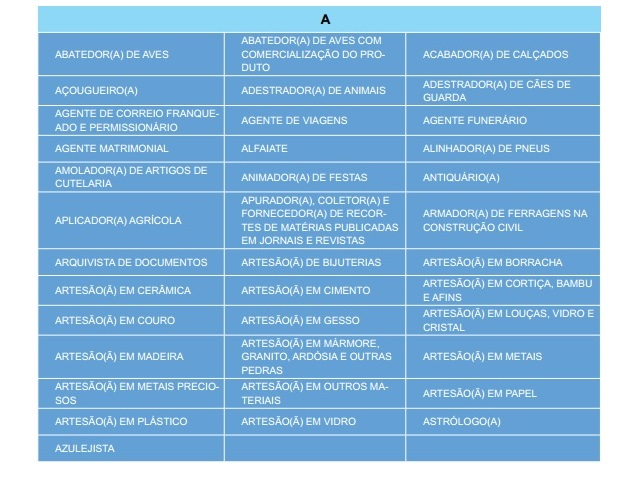 A
ABATEDOR(A) DE AVES
ABATEDOR(A) DE AVES COM
COMERCIALIZAÇÃO DO PRO-
DUTO
ACABADOR(A) DE CALÇADOS
AÇOUGUEIRO(A)
ADESTRADOR(A) DE ANIMAIS
ADESTRADOR(A) DE CÃES DE
GUARDA
AGENTE DE CORREIO FRANQUE-
ADO E PERMISSIONÁRIO
AGENTE DE VIAGENS
AGENTE FUNERÁRIO
AGENTE MATRIMONIAL
ALFAIATE
ALINHADOR(A) DE PNEUS
AMOLADOR(A) DE ARTIGOS DE
CUTELARIA
ANIMADOR(A) DE FESTAS
ANTIQUÁRIO(A)
APLICADOR(A) AGRÍCOLA
APURADOR(A), COLETOR(A) E
FORNECEDOR(A) DE RECOR-
TES DE MATÉRIAS PUBLICADAS
EM JORNAIS E REVISTAS
ARMADOR(A) DE FERRAGENS NA
CONSTRUÇÃO CIVIL
ARQUIVISTA DE DOCUMENTOS
ARTESÃO(Ã) DE BIJUTERIAS
ARTESÃO(Ã) EM BORRACHA
ARTESÃO(Ã) EM CERÂMICA
ARTESÃO(Ã) EM CIMENTO
ARTESÃO(Ã) EM CORTIÇA, BAMBU
E AFINS
ARTESÃO(Ã) EM COURO
ARTESÃO(Ã) EM GESSO
ARTESÃO(Ã) EM LOUÇAS, VIDRO E
CRISTAL
ARTESÃO(Ã) EM MADEIRA
ARTESÃO(Ã) EM MÁRMORE,
GRANITO, ARDÓSIA E OUTRAS
PEDRAS
ARTESÃO(Ã) EM METAIS
ARTESÃO(Ã) EM METAIS PRECIO-
SOS
ARTESÃO(Ã) EM OUTROS MA-
TERIAIS
ARTESÃO(Ã) EM PAPEL
ARTESÃO(Ã) EM PLÁSTICO
ARTESÃO(Ã) EM VIDRO
ASTRÓLOGO(A)
AZULEJISTA